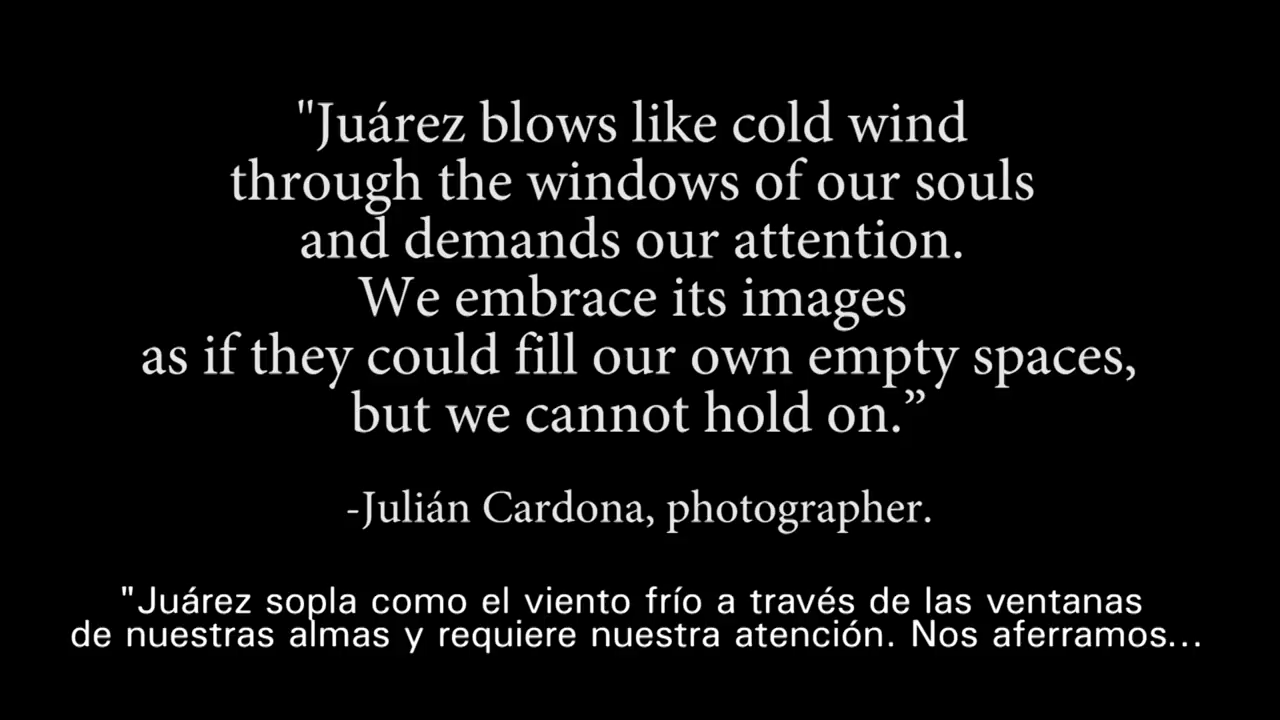 "Juárez blows like cold wind
through the windows of our souls
and demands our attention.
We embrace its images
as if they could fill our own empty spaces,
but we cannot hold on.”
-Julián Cardona, photographer.
"Juárez sopla como el viento frío a través de las ventanas
de nuestras almas y requiere nuestra atención. Nos aferramos...